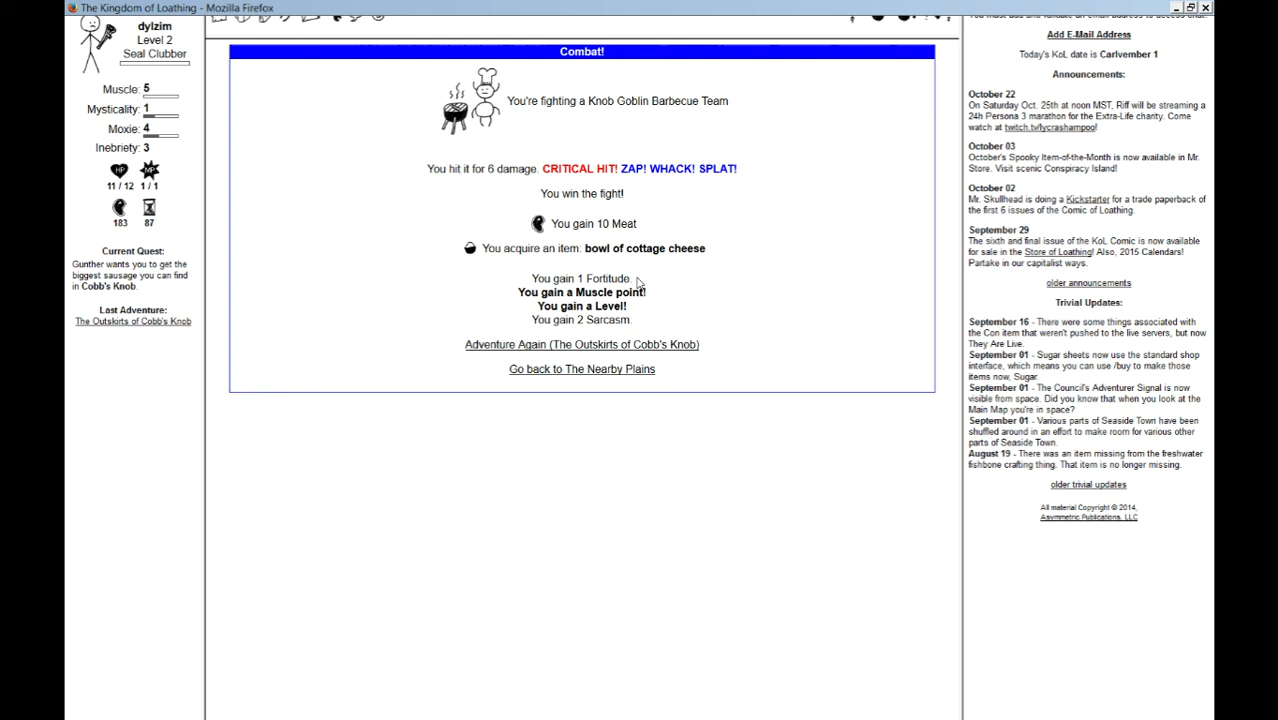 The Kingdom of Loathing - Mozilla Firefox
dylzim
Level 2
Seal Clubber
Muscle: 5
Mysticality: 1
Moxie: 4
Inebriety: 3
HP MP
11 / 12 1 / 1
183 87
Current Quest:
Gunther wants you to get the
biggest sausage you can find
in Cobb's Knob.
Last Adventure:
The Outskirts of Cobb's Knob
Combat!
You're fighting a Knob Goblin Barbecue Team
You hit it for 6 damage. CRITICAL HIT! ZAP! WHACK! SPLAT!
You win the fight!
You gain 10 Meat
You acquire an item: bowl of cottage cheese
You gain 1 Fortitude.
You gain a Muscle point!
You gain a Level!
You gain 2 Sarcasm.
Adventure Again (The Outskirts of Cobb's Knob)
Go back to The Nearby Plains
You must add and validate an email address to access chat.
Add E-Mail Address
Today's KoL date is Carlvember 1
Announcements:
October 22
On Saturday Oct. 25th at noon MST, Riff will be streaming a
24h Persona 3 marathon for the Extra-Life charity. Come
watch at twitch.tv/lycrashampoo!
October 03
October's Spooky Item-of-the-Month is now available in Mr.
Store. Visit scenic Conspiracy Island!
October 02
Mr. Skullhead is doing a Kickstarter for a trade paperback of
the first 6 issues of the Comic of Loathing.
September 29
The sixth and final issue of the KoL Comic is now available
for sale in the Store of Loathing! Also, 2015 Calendars!
Partake in our capitalist ways.
older announcements
Trivial Updates:
September 16 - There were some things associated with
the Con item that weren't pushed to the live servers, but now
They Are Live.
September 01 - Sugar sheets now use the standard shop
interface, which means you can use /buy to make those
items now, Sugar.
September 01 - The Council's Adventurer Signal is now
visible from space. Did you know that when you look at the
Main Map you're in space?
September 01 - Various parts of Seaside Town have been
shuffled around in an effort to make room for various other
parts of Seaside Town.
August 19 - There was an item missing from the freshwater
fishbone crafting thing. That item is no longer missing.
older trivial updates
All material Copyright © 2014,
Asymmetric Publications, LLC